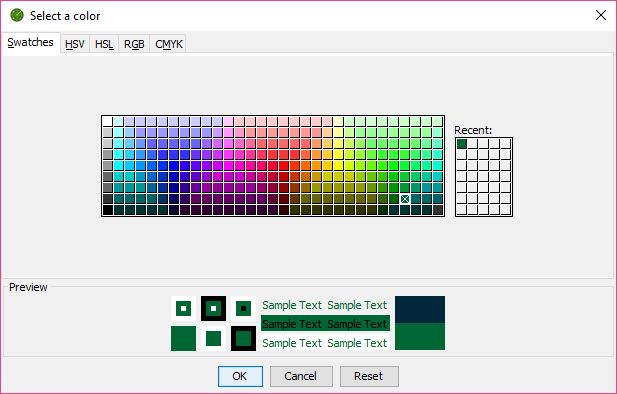 Select a color
Swatches HSV HSL RGB CMYK
Recent:
Preview
Sample Text Sample Text
Sample Text Sample Text
Sample Text Sample Text
OK Cancel Reset